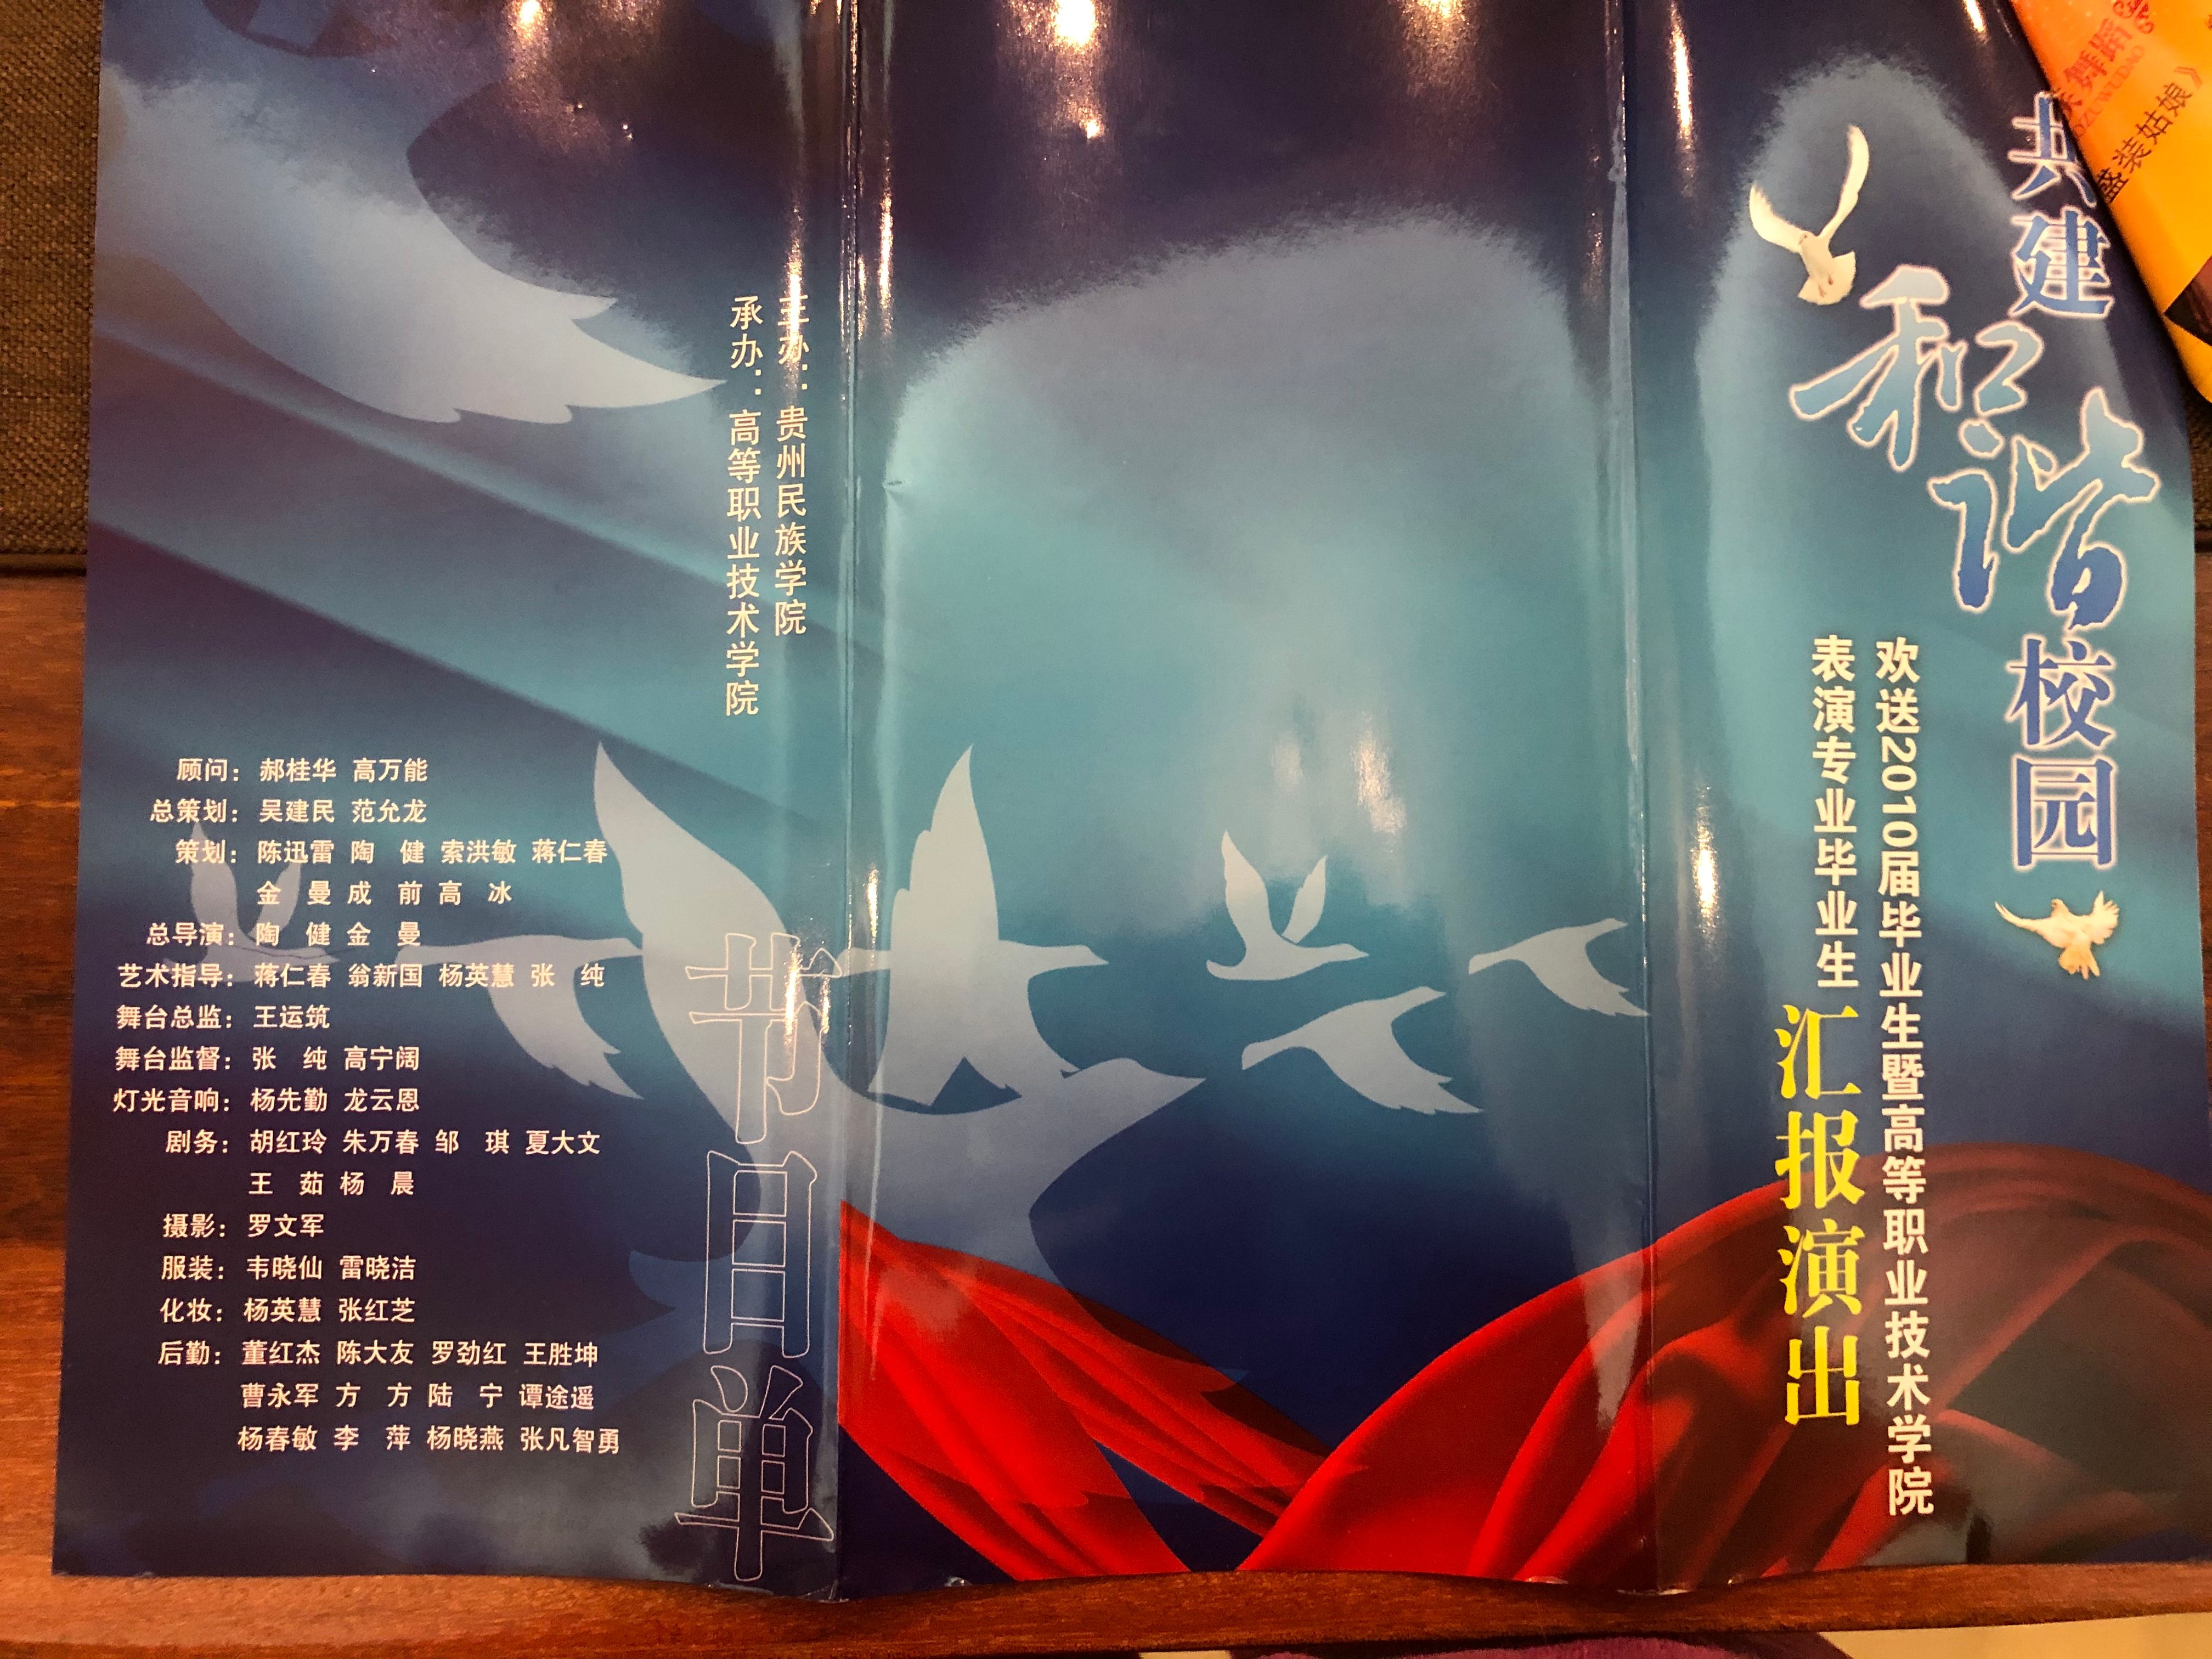 共建
和谐
校园
欢送2010届毕业生暨高等职业技术学院
表演专业毕业生
汇报演出
主办：贵州民族学院
承办：高等职业技术学院
节目单
顾问：郝桂华 高万能
总策划：吴建民 范允龙
策划：陈迅雷 陶 健 索洪敏 蒋仁春
金 曼 成 前 高 冰
总导演：陶 健 金 曼
艺术指导：蒋仁春 翁新国 杨英慧 张 纯
舞台总监：王运筑
舞台监督：张 纯 高宁阔
灯光音响：杨先勤 龙云恩
剧务：胡红玲 朱万春 邹 琪 夏大文
王 茹 杨 晨
摄影：罗文军
服装：韦晓仙 雷晓洁
化妆：杨英慧 张红芝
后勤：董红杰 陈大友 罗劲红 王胜坤
曹永军 方 方 陆 宁 谭途遥
杨春敏 李 萍 杨晓燕 张凡智勇
舞蹈
盛装姑娘》